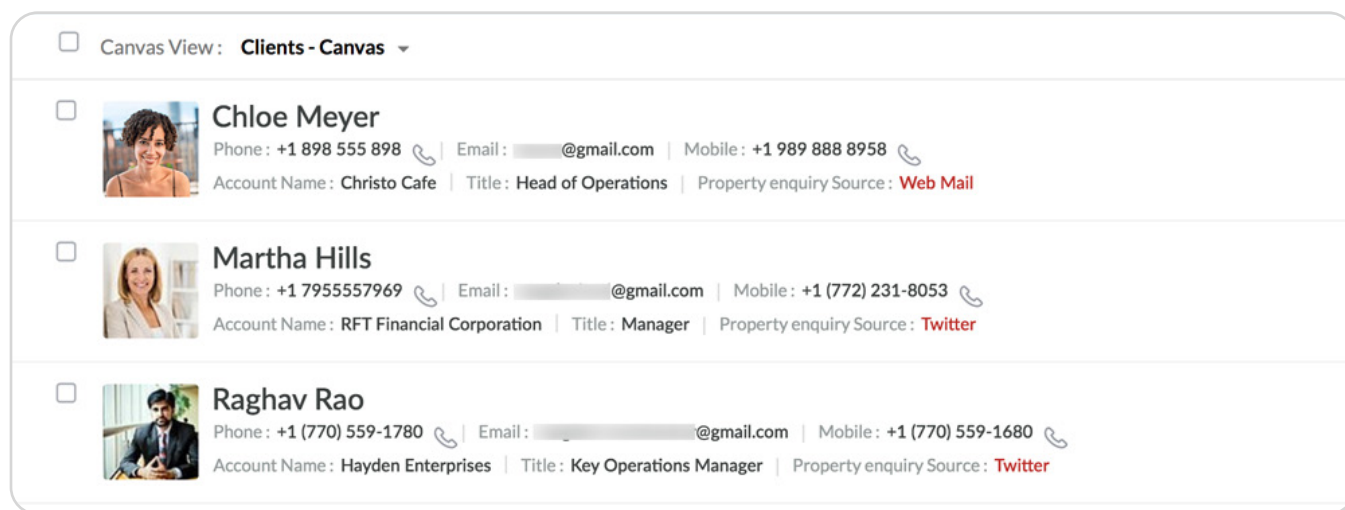 Canvas View : Clients - Canvas
Chloe Meyer
Phone : +1 898 555 898 | Email : @gmail.com | Mobile : +1 989 888 8958
Account Name : Christo Cafe | Title : Head of Operations | Property enquiry Source : Web Mail
Martha Hills
Phone : +1 7955557969 | Email : @gmail.com | Mobile : +1 (772) 231-8053
Account Name : RFT Financial Corporation | Title : Manager | Property enquiry Source : Twitter
Raghav Rao
Phone : +1 (770) 559-1780 | Email : @gmail.com | Mobile : +1 (770) 559-1680
Account Name : Hayden Enterprises | Title : Key Operations Manager | Property enquiry Source : Twitter